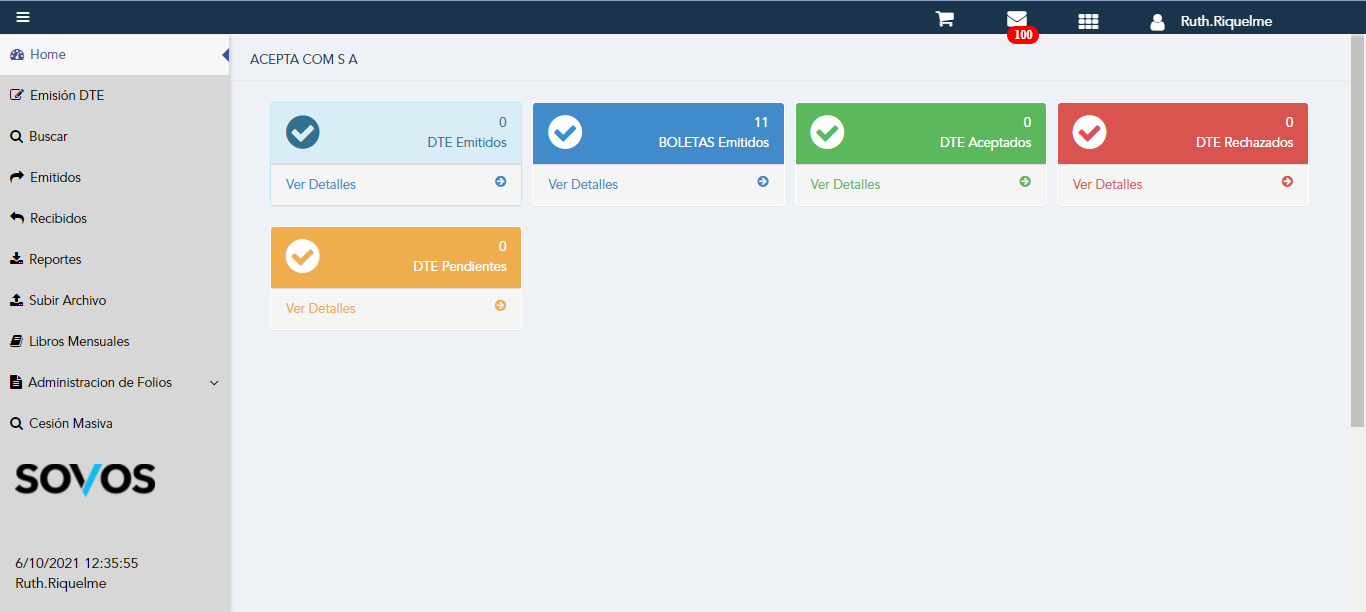 100
Ruth.Riquelme
Home
Emisión DTE
Buscar
Emitidos
Recibidos
Reportes
Subir Archivo
Libros Mensuales
Administracion de Folios
Cesión Masiva
SOVOS
6/10/2021 12:35:55
Ruth.Riquelme
ACEPTA COM S A
0
DTE Emitidos
Ver Detalles
11
BOLETAS Emitidos
Ver Detalles
0
DTE Aceptados
Ver Detalles
0
DTE Rechazados
Ver Detalles
0
DTE Pendientes
Ver Detalles